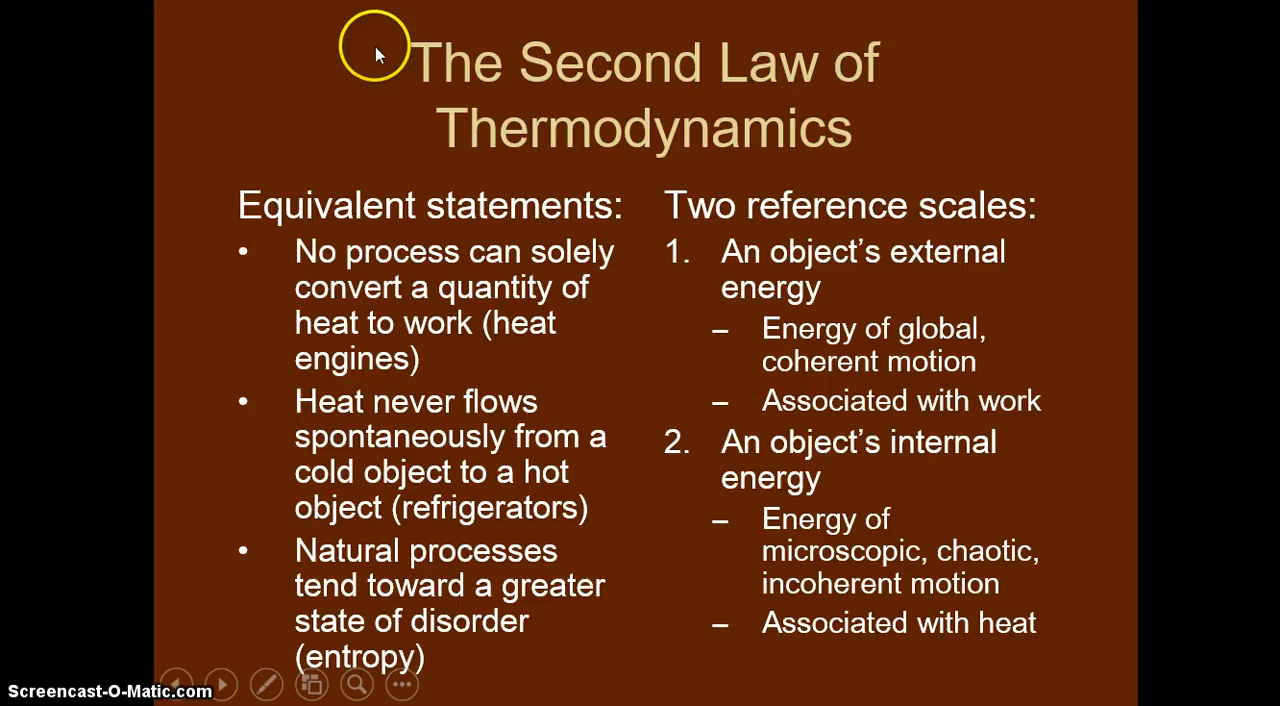 The Second Law of
Thermodynamics
Equivalent statements:
• No process can solely
convert a quantity of
heat to work (heat
engines)
• Heat never flows
spontaneously from a
cold object to a hot
object (refrigerators)
• Natural processes
tend toward a greater
state of disorder
(entropy)
Two reference scales:
1. An object’s external
energy
– Energy of global,
coherent motion
– Associated with work
2. An object’s internal
energy
– Energy of
microscopic, chaotic,
incoherent motion
– Associated with heat
Screencast-O-Matic.com